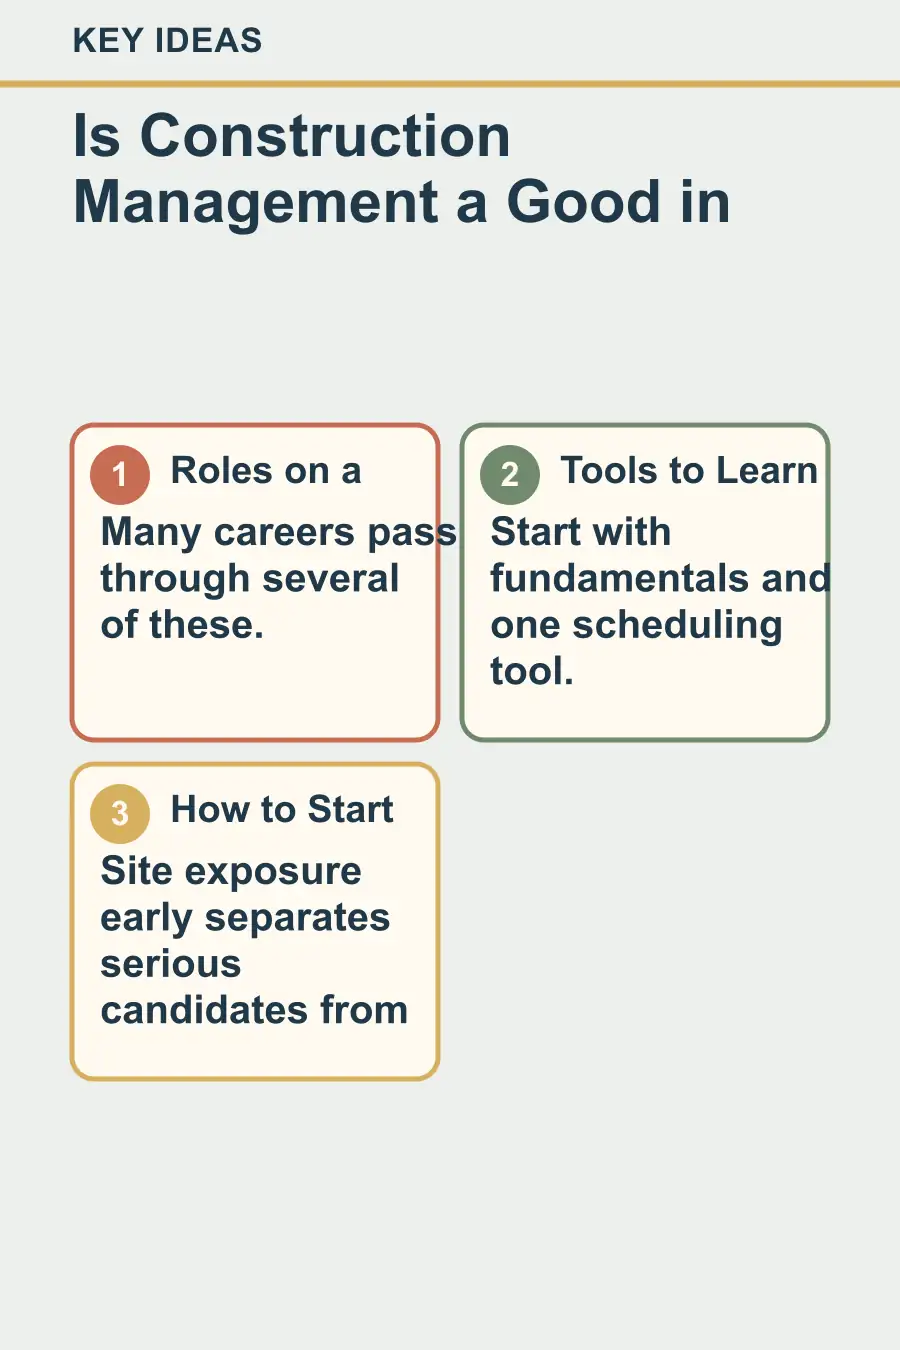 KEY IDEAS
Is Construction
Management a Good in
1
Roles on a
Many careers pass
through several
of these.
2
Tools to Learn
Start with
fundamentals and
one scheduling
tool.
3
How to Start
Site exposure
early separates
serious
candidates from